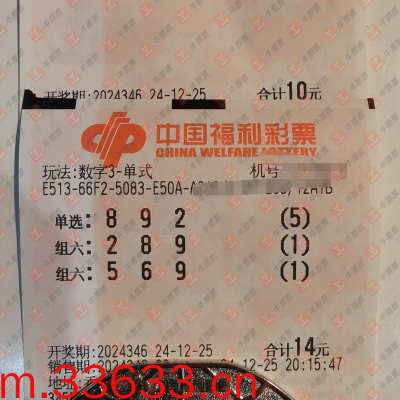 开奖期:2024346 24-12-25 合计10元
中国福利彩票
CHINA WELFARE LOTTERY
玩法:数字3-单式 机号
E513-66F2-5083-E50A-
单选: 8 9 2 (5)
组六: 2 8 9 (1)
组六: 5 6 9 (1)
开奖期:2024346 24-12-25 合计14元
24-12-25 20:15:47
m.33633.cn